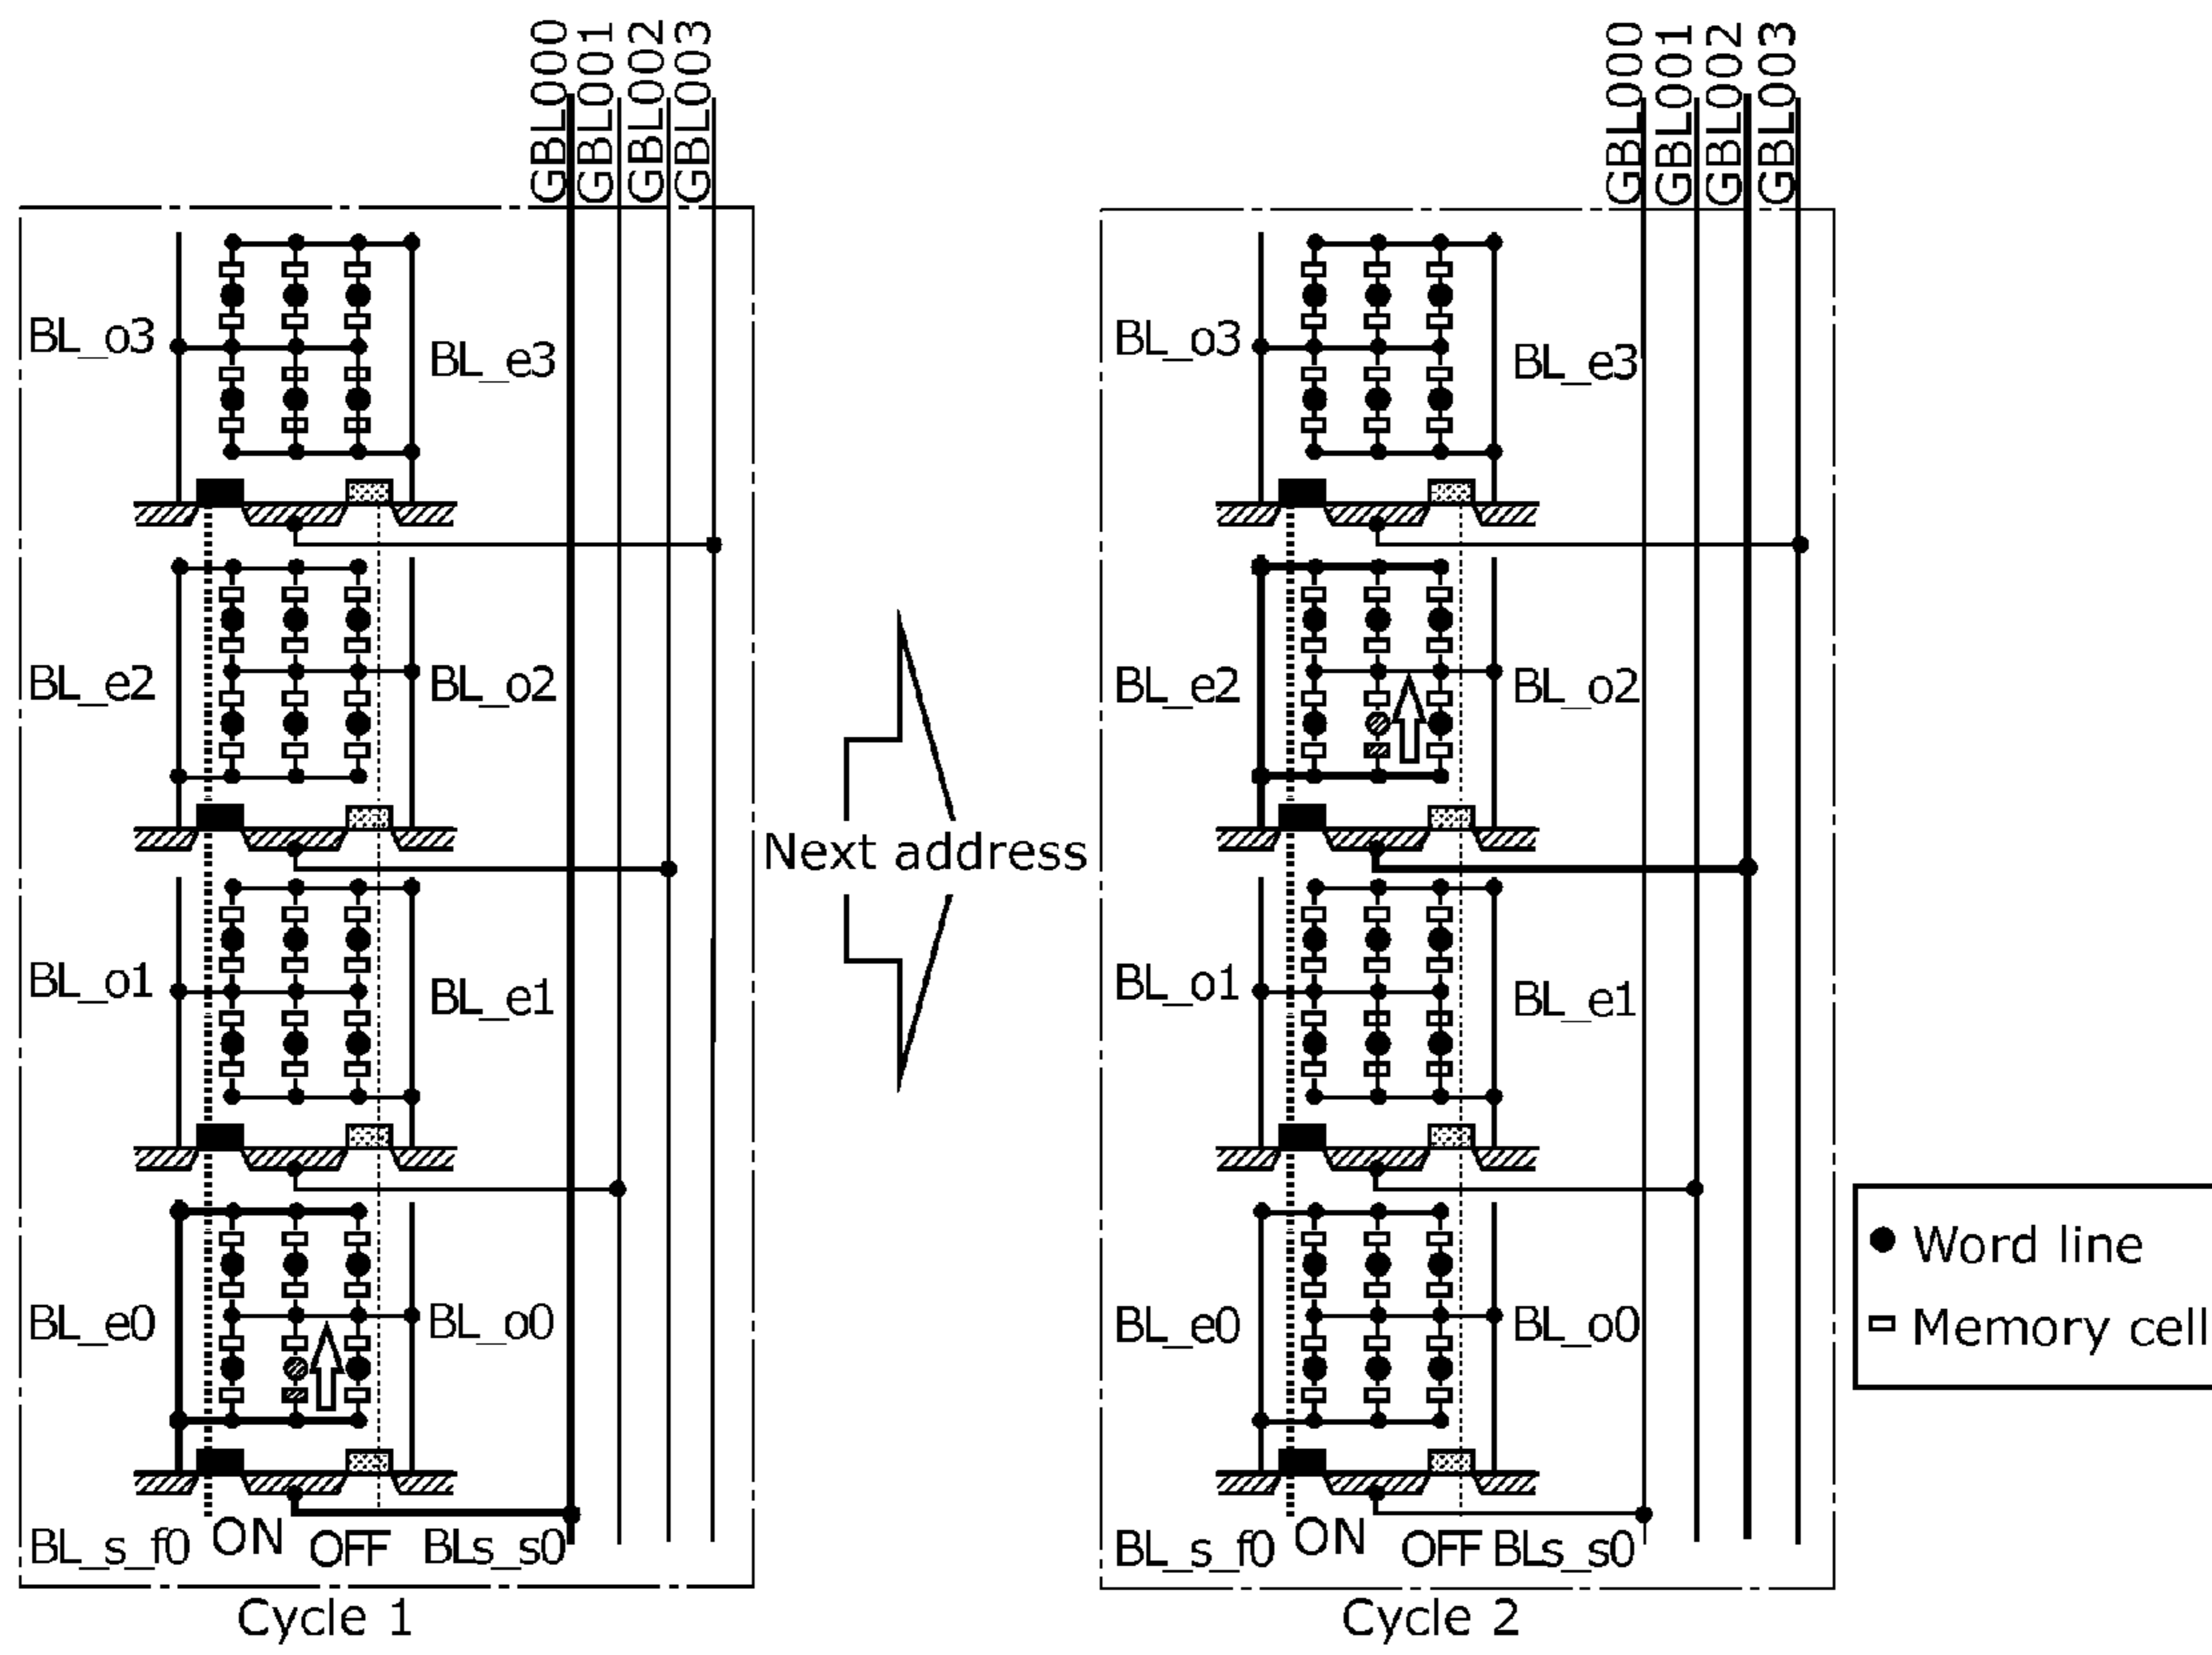 GBL000
GBL001
GBL002
GBL003
BL_o3
BL_e3
BL_e2
BL_o2
BL_o1
BL_e1
BL_e0
BL_o0
BL_s_f0
ON
OFF
BLs_s0
Cycle 1
Next address
GBL000
GBL001
GBL002
GBL003
BL_o3
BL_e3
BL_e2
BL_o2
BL_o1
BL_e1
BL_e0
BL_o0
BL_s_f0
ON
OFF
BLs_s0
Cycle 2
Word line
Memory cell